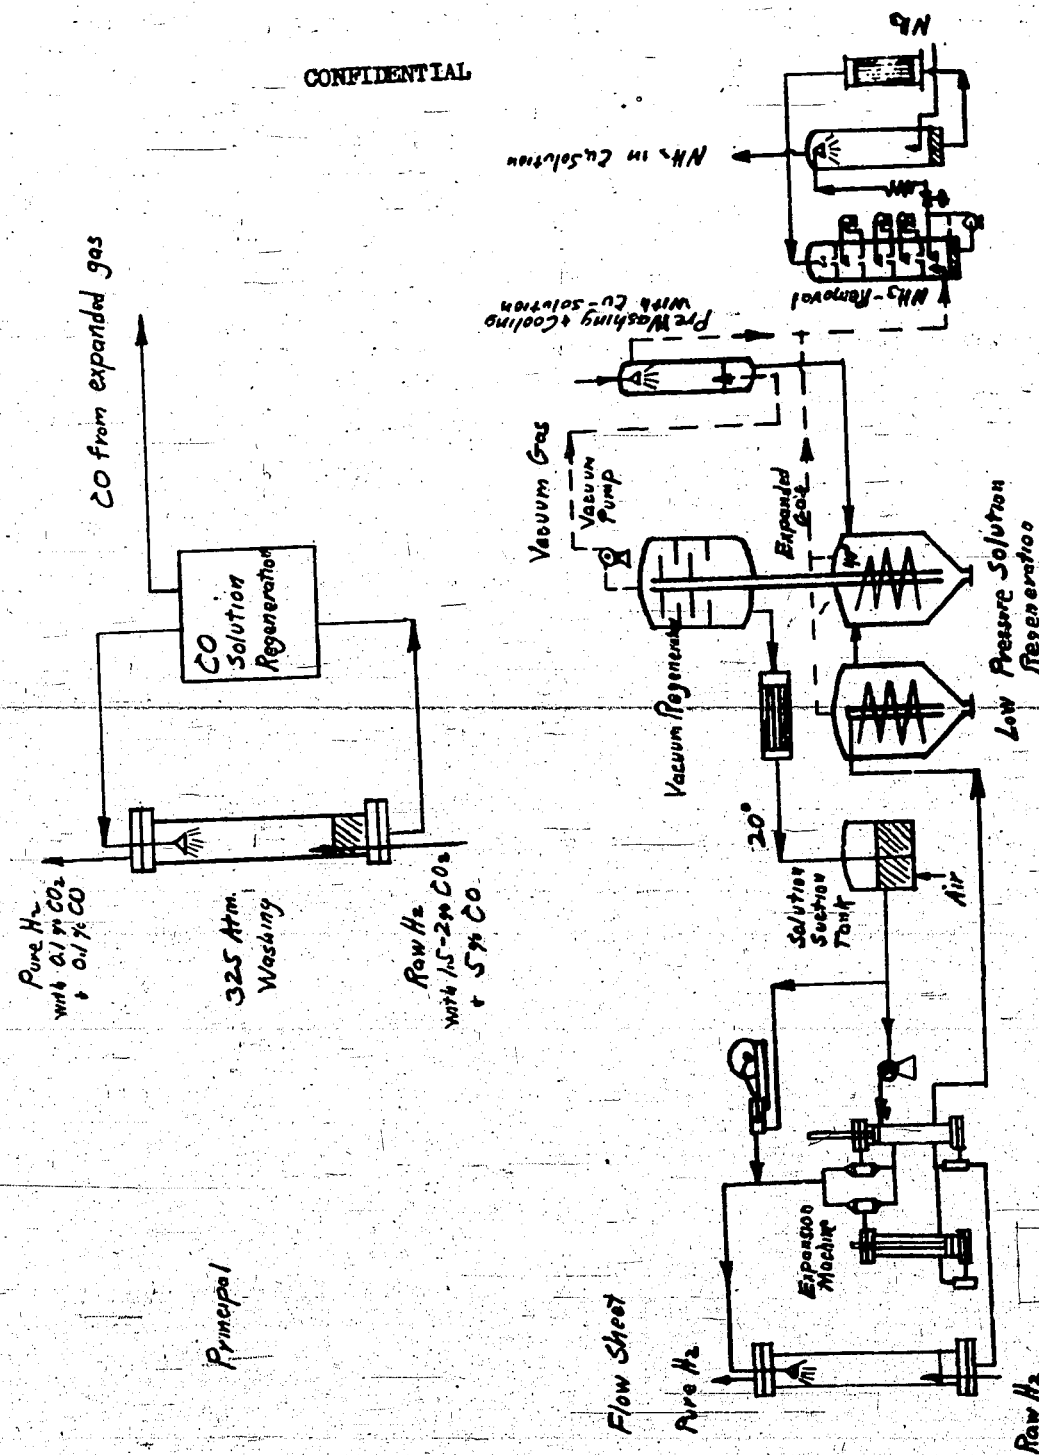 CONFIDENTIAL
Principal
Pure H₂
with 0.1 % CO₂
+ 0.1 % CO
325 Atm.
Washing
Raw H₂
with 1.5-2% CO₂
+ 5% CO
CO
Solution
Regeneration
CO from expanded gas
Flow Sheet
Pure H₂
Raw H₂
Expansion
Machine
Solution
Suction
Tank
Air
20°
Vacuum Regenerator
Vacuum Gas
Vacuum
Pump
Expanded
Gas
Low Pressure Solution
Regeneration
PreWashing + Cooling
with Cu-solution
NH₃-Removal
NH₃ in Cu Solution
NH₃